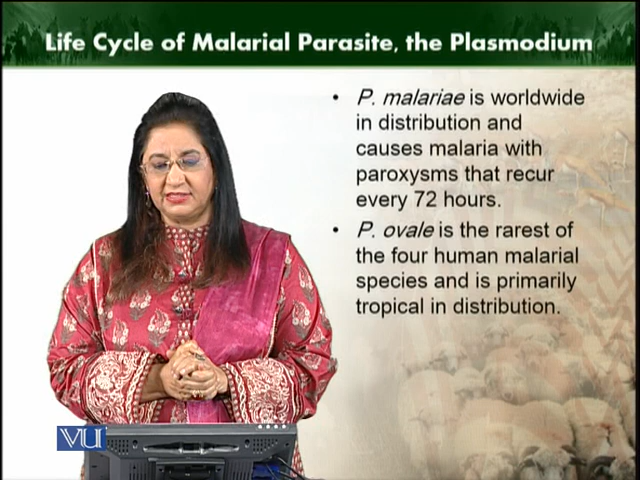 Life Cycle of Malarial Parasite, the Plasmodium
• P. malariae is worldwide
in distribution and
causes malaria with
paroxysms that recur
every 72 hours.
• P. ovale is the rarest of
the four human malarial
species and is primarily
tropical in distribution.
VU